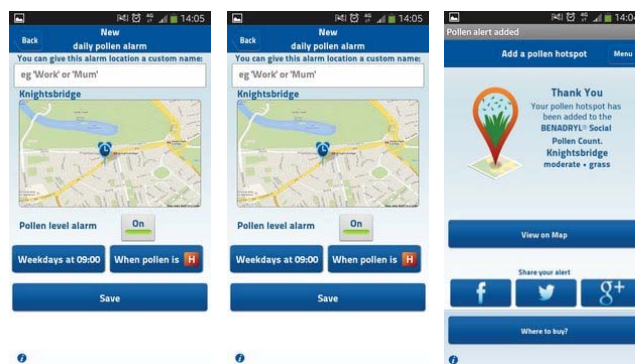 14:05
Back
New
daily pollen alarm
You can give this alarm location a custom name:
eg 'Work' or 'Mum'
Knightsbridge
Pollen level alarm
On
Weekdays at 09:00
When pollen is H
Save
14:05
Back
New
daily pollen alarm
You can give this alarm location a custom name:
eg 'Work' or 'Mum'
Knightsbridge
Pollen level alarm
On
Weekdays at 09:00
When pollen is H
Save
14:04
Pollen alert added
Add a pollen hotspot
Menu
Thank You
Your pollen hotspot has
been added to the
BENADRYL® Social
Pollen Count.
Knightsbridge
moderate • grass
View on Map
Share your alert
f
g+
Where to buy?